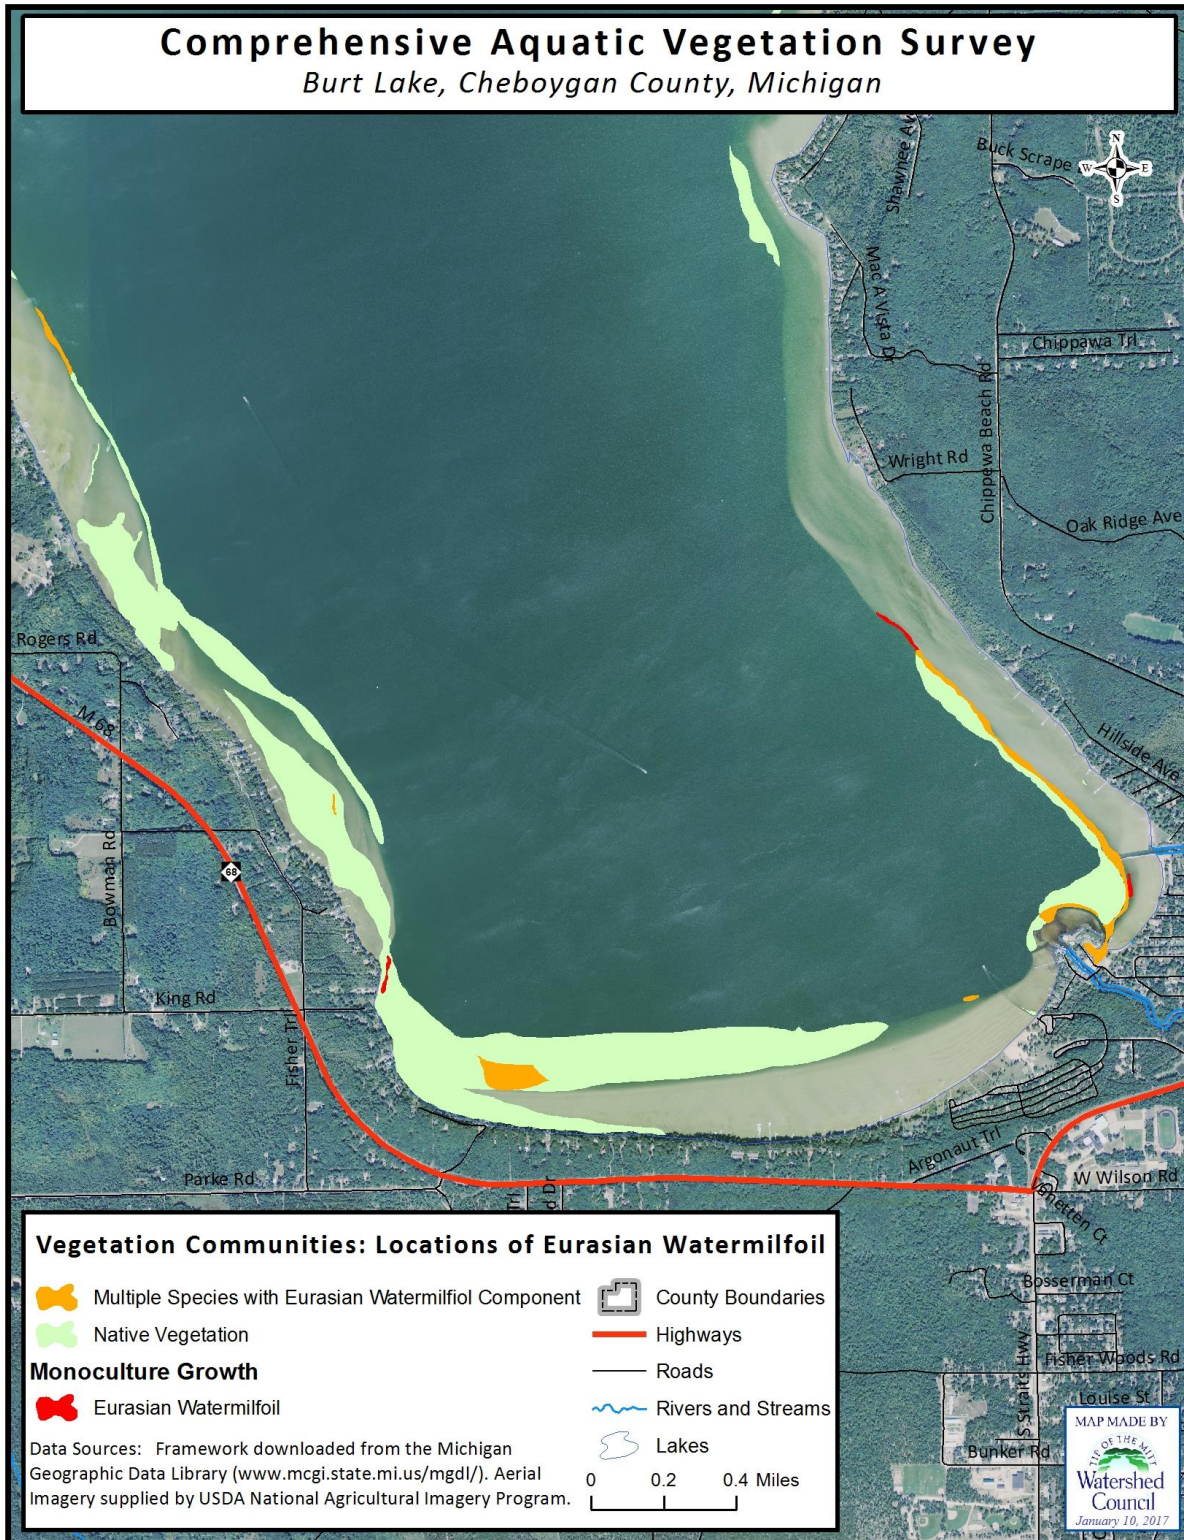 Comprehensive Aquatic Vegetation Survey
Burt Lake, Cheboygan County, Michigan
N
W E
S
Shawnee Av
Buck Scrape
Mac A Vista Dr
Chippawa Trl
Chippewa Beach Rd
Wright Rd
Oak Ridge Ave
Rogers Rd
M 68
Hillside Ave
68
Bowman Rd
King Rd
Fisher Trl
Argonaut Trl
Parke Rd
W Wilson Rd
Trl
d Dr
Bosserman Ct
S Straits Hwy
Fisher Woods Rd
Louise St
Bunker Rd
Vegetation Communities: Locations of Eurasian Watermilfoil
Multiple Species with Eurasian Watermilfiol Component
Native Vegetation
Monoculture Growth
Eurasian Watermilfoil
County Boundaries
Highways
Roads
Rivers and Streams
Lakes
Data Sources: Framework downloaded from the Michigan
Geographic Data Library (www.mcgi.state.mi.us/mgdl/). Aerial
Imagery supplied by USDA National Agricultural Imagery Program.
0 0.2 0.4 Miles
MAP MADE BY
TIP OF THE MITT
Watershed
Council
January 10, 2017